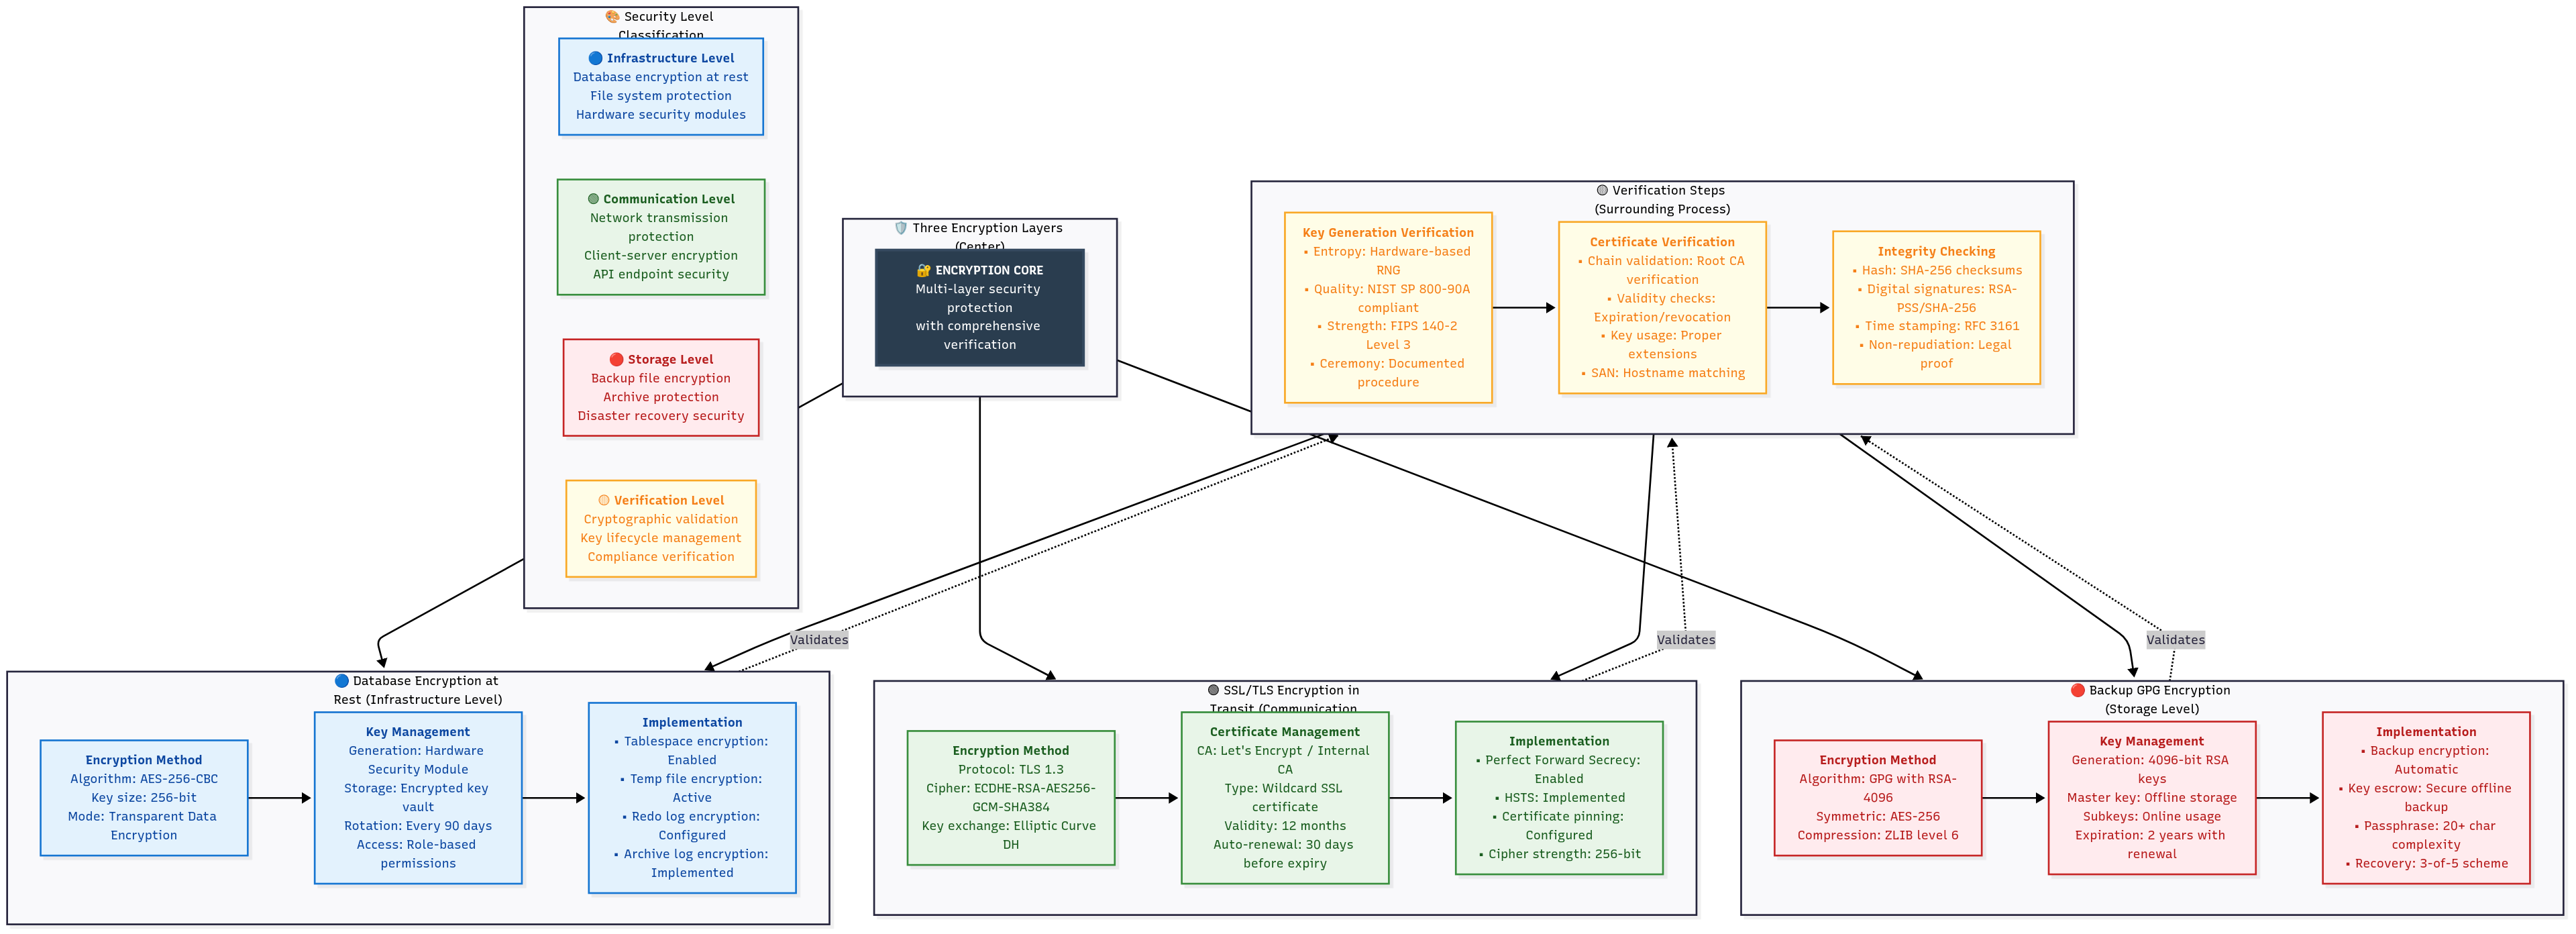 🎨 Security Level
Classification
🔵 Infrastructure Level
Database encryption at rest
File system protection
Hardware security modules
🟢 Communication Level
Network transmission
protection
Client-server encryption
API endpoint security
🔴 Storage Level
Backup file encryption
Archive protection
Disaster recovery security
🟡 Verification Level
Cryptographic validation
Key lifecycle management
Compliance verification
🛡️ Three Encryption Layers
(Center)
🔐 ENCRYPTION CORE
Multi-layer security
protection
with comprehensive
verification
🟡 Verification Steps
(Surrounding Process)
Key Generation Verification
• Entropy: Hardware-based
RNG
• Quality: NIST SP 800-90A
compliant
• Strength: FIPS 140-2
Level 3
• Ceremony: Documented
procedure
Certificate Verification
• Chain validation: Root CA
verification
• Validity checks:
Expiration/revocation
• Key usage: Proper
extensions
• SAN: Hostname matching
Integrity Checking
• Hash: SHA-256 checksums
• Digital signatures: RSA-
PSS/SHA-256
• Time stamping: RFC 3161
• Non-repudiation: Legal
proof
Validates
Validates
Validates
🔵 Database Encryption at
Rest (Infrastructure Level)
Encryption Method
Algorithm: AES-256-CBC
Key size: 256-bit
Mode: Transparent Data
Encryption
Key Management
Generation: Hardware
Security Module
Storage: Encrypted key
vault
Rotation: Every 90 days
Access: Role-based
permissions
Implementation
• Tablespace encryption:
Enabled
• Temp file encryption:
Active
• Redo log encryption:
Configured
• Archive log encryption:
Implemented
🟢 SSL/TLS Encryption in
Transit (Communication
Encryption Method
Protocol: TLS 1.3
Cipher: ECDHE-RSA-AES256-
GCM-SHA384
Key exchange: Elliptic Curve
DH
Certificate Management
CA: Let's Encrypt / Internal
CA
Type: Wildcard SSL
certificate
Validity: 12 months
Auto-renewal: 30 days
before expiry
Implementation
• Perfect Forward Secrecy:
Enabled
• HSTS: Implemented
• Certificate pinning:
Configured
• Cipher strength: 256-bit
🔴 Backup GPG Encryption
(Storage Level)
Encryption Method
Algorithm: GPG with RSA-
4096
Symmetric: AES-256
Compression: ZLIB level 6
Key Management
Generation: 4096-bit RSA
keys
Master key: Offline storage
Subkeys: Online usage
Expiration: 2 years with
renewal
Implementation
• Backup encryption:
Automatic
• Key escrow: Secure offline
backup
• Passphrase: 20+ char
complexity
• Recovery: 3-of-5 scheme